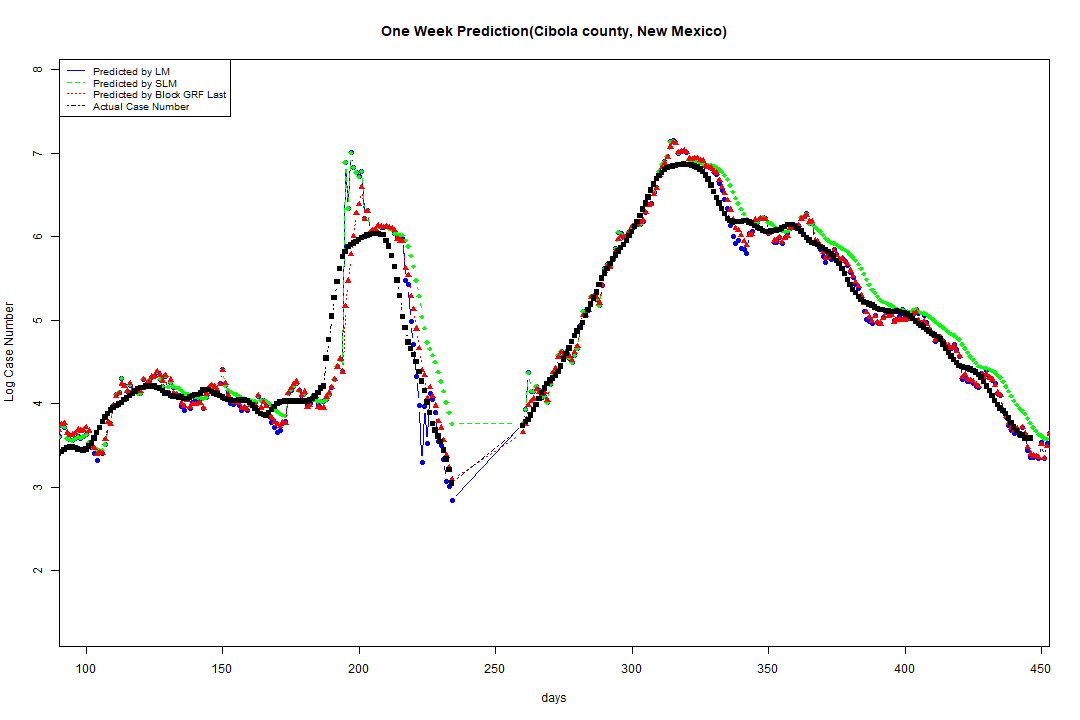 One Week Prediction(Cibola county, New Mexico)
Predicted by LM
Predicted by SLM
Predicted by Block GRF Last
Actual Case Number
8
7
6
5
4
3
2
Log Case Number
100 150 200 250 300 350 400 450
days